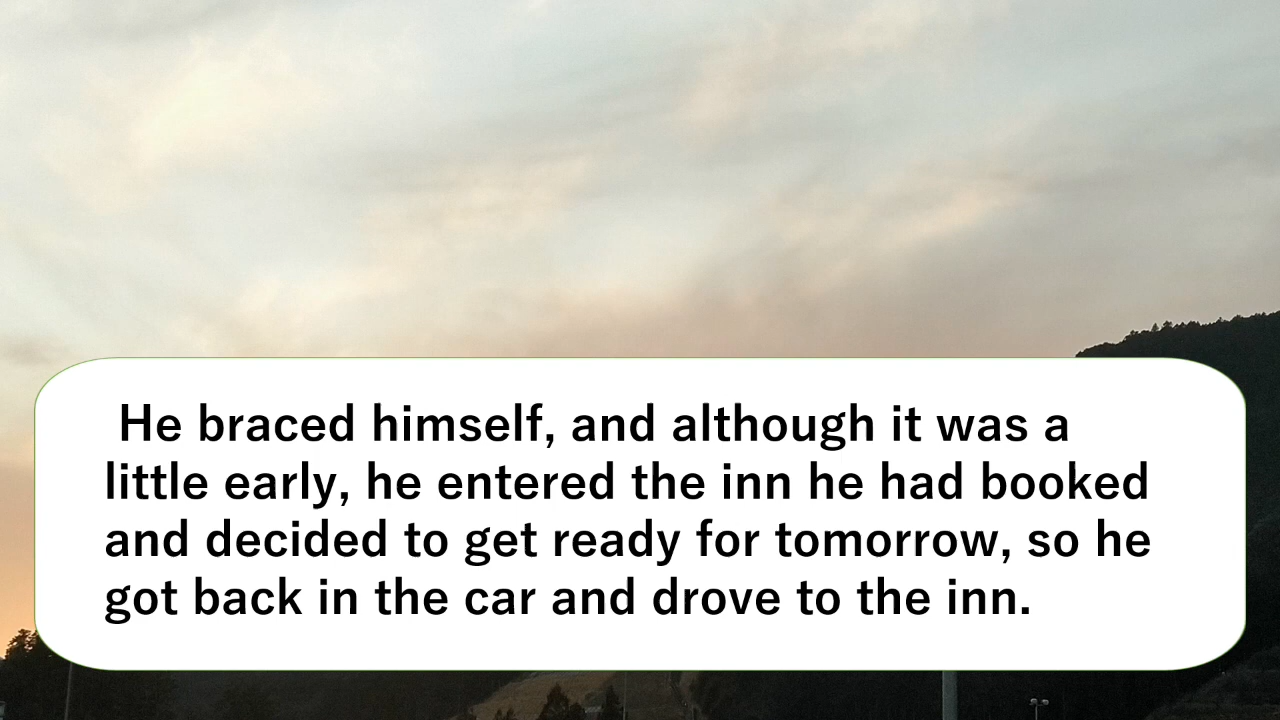 He braced himself, and although it was a
little early, he entered the inn he had booked
and decided to get ready for tomorrow, so he
got back in the car and drove to the inn.